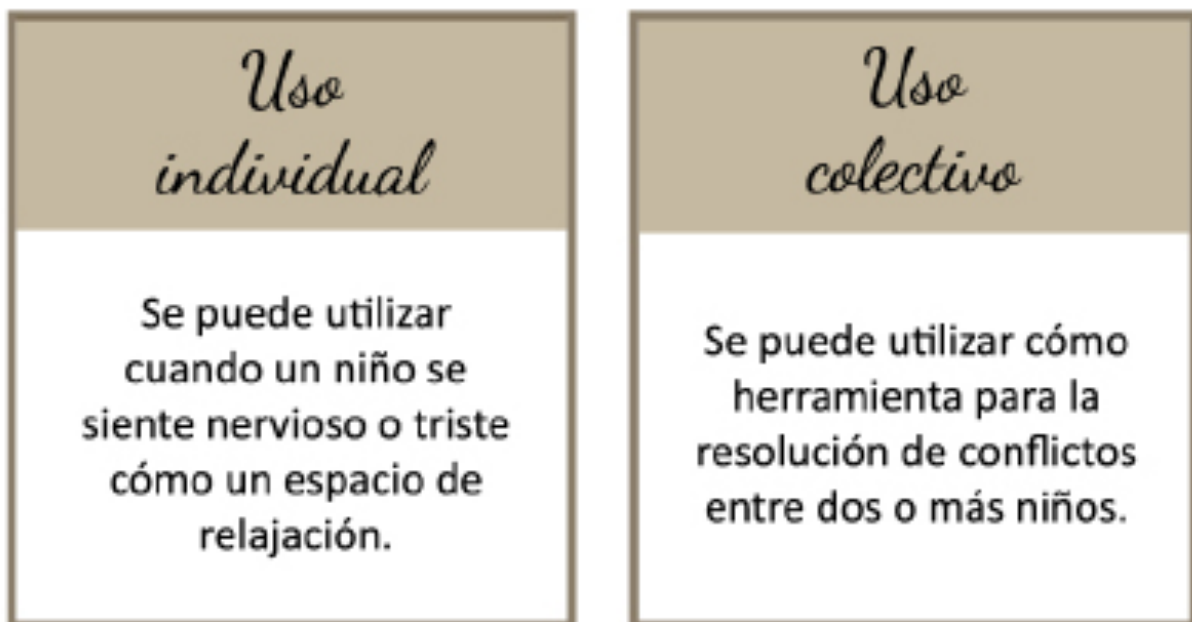 Uso
individual
Se puede utilizar
cuando un niño se
siente nervioso o triste
cómo un espacio de
relajación.
Uso
colectivo
Se puede utilizar cómo
herramienta para la
resolución de conflictos
entre dos o más niños.